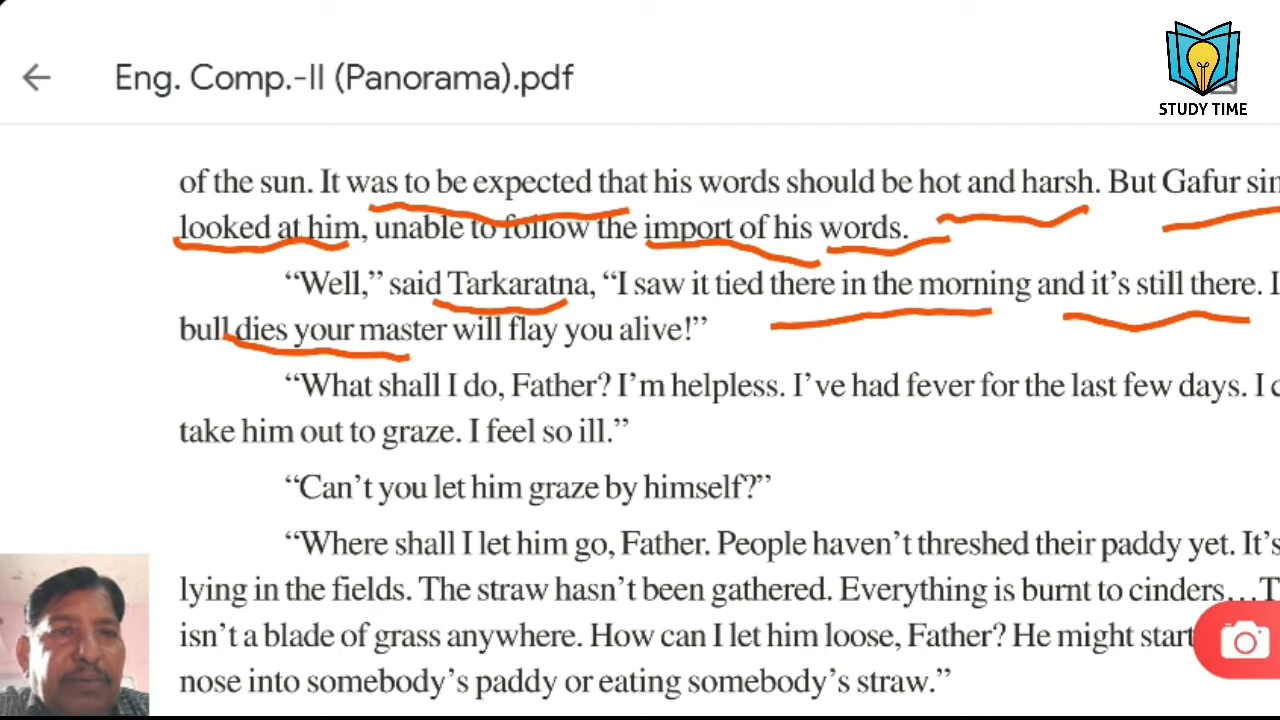 Eng. Comp.-II (Panorama).pdf
STUDY TIME
of the sun. It was to be expected that his words should be hot and harsh. But Gafur
looked at him, unable to follow the import of his words.
“Well,” said Tarkaratna, “I saw it tied there in the morning and it’s still there.
bull dies your master will flay you alive!”
“What shall I do, Father? I’m helpless. I’ve had fever for the last few days. I
take him out to graze. I feel so ill.”
“Can’t you let him graze by himself?”
“Where shall I let him go, Father. People haven’t threshed their paddy yet. It’s
lying in the fields. The straw hasn’t been gathered. Everything is burnt to cinders…
isn’t a blade of grass anywhere. How can I let him loose, Father? He might start
nose into somebody’s paddy or eating somebody’s straw.”